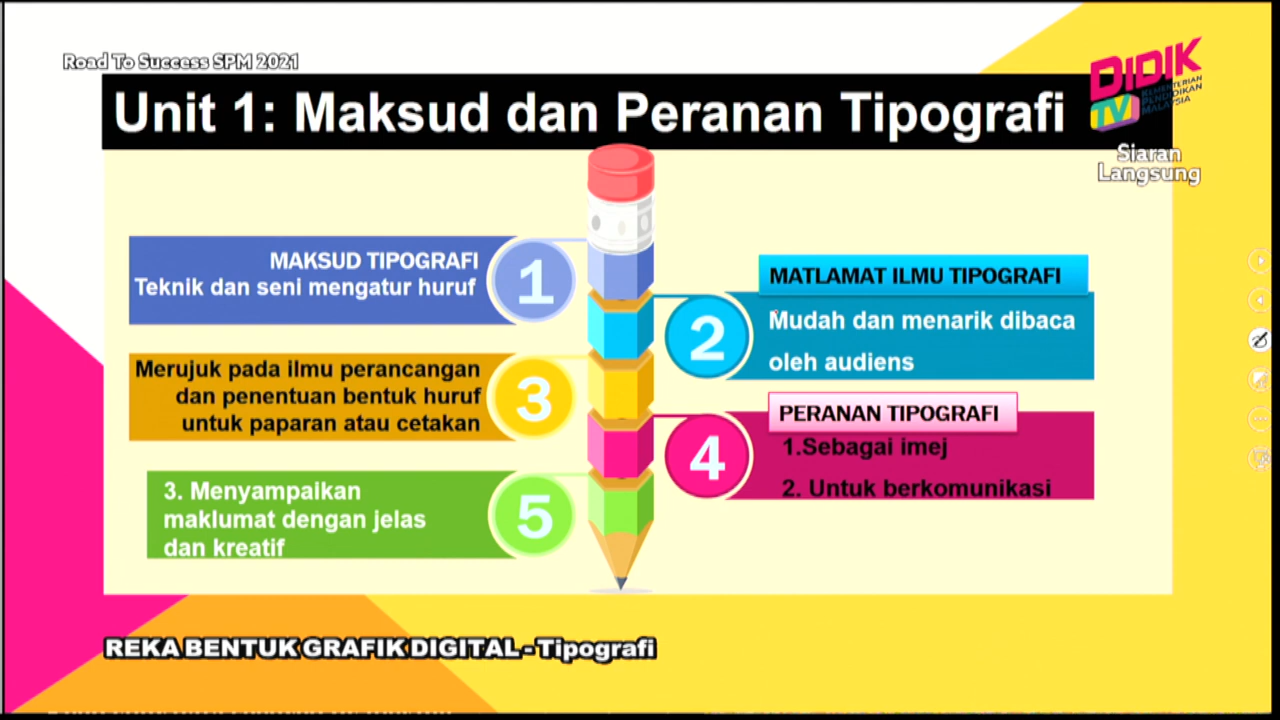 Road To Success SPM 2021
DIDIK
TV
KEMENTERIAN
PENDIDIKAN
MALAYSIA
Siaran
Langsung
Unit 1: Maksud dan Peranan Tipografi
MAKSUD TIPOGRAFI
Teknik dan seni mengatur huruf
1
MATLAMAT ILMU TIPOGRAFI
2
Mudah dan menarik dibaca
oleh audiens
Merujuk pada ilmu perancangan
dan penentuan bentuk huruf
untuk paparan atau cetakan
3
PERANAN TIPOGRAFI
4
1.Sebagai imej
2. Untuk berkomunikasi
3. Menyampaikan
maklumat dengan jelas
dan kreatif
5
REKA BENTUK GRAFIK DIGITAL - Tipografi